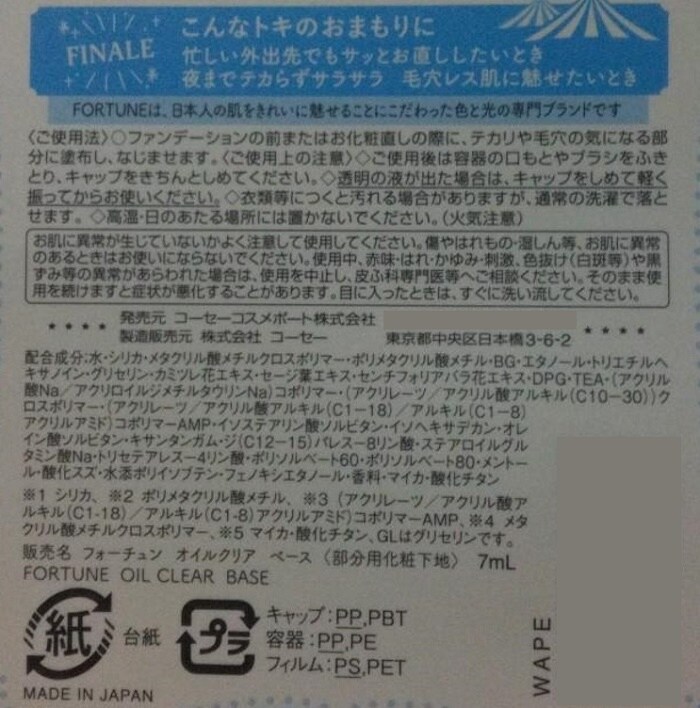 FINALE
こんなトキのおまもりに
忙しい外出先でもサッとお直ししたいとき
夜までテカらずサラサラ 毛穴レス肌に魅せたいとき
FORTUNEは、日本人の肌をきれいに魅せることにこだわった色と光の専門ブランドです
〈ご使用法〉○ファンデーションの前またはお化粧直しの際に、テカリや毛穴の気になる部
分に塗布し、なじませます。〈ご使用上の注意〉◇ご使用後は容器の口もとやブラシをふき
とり、キャップをきちんとしめてください。◇透明の液が出た場合は、キャップをしめて軽く
振ってからお使いください。◇衣類等につくと汚れる場合がありますが、通常の洗濯で落と
せます。◇高温・日のあたる場所には置かないでください。(火気注意)
お肌に異常が生じていないかよく注意して使用してください。傷やはれもの・湿しん等、お肌に異常
のあるときはお使いにならないでください。使用中、赤味・はれ・かゆみ・刺激、色抜け(白斑等)や黒
ずみ等の異常があらわれた場合は、使用を中止し、皮ふ科専門医等へご相談ください。そのまま使
用を続けますと症状が悪化することがあります。目に入ったときは、すぐに洗い流してください。
発売元 コーセーコスメポート株式会社
製造販売元 株式会社 コーセー 東京都中央区日本橋3-6-2
配合成分:水・シリカ・メタクリル酸メチルクロスポリマー・ポリメタクリル酸メチル・BG・エタノール・トリエチルヘ
キサノイン・グリセリン・カミツレ花エキス・セージ葉エキス・センチフォリアバラ花エキス・DPG・TEA・(アクリル
酸Na/アクリロイルジメチルタウリンNa)コポリマー・(アクリレーツ/アクリル酸アルキル(C10-30))ク
ロスポリマー・(アクリレーツ/アクリル酸アルキル(C1-18)/アルキル(C1-8)
アクリルアミド)コポリマーAMP・イソステアリン酸ソルビタン・イソヘキサデカン・オレ
イン酸ソルビタン・キサンタンガム・ジ(C12-15)パレス-8リン酸・ステアロイルグル
タミン酸Na・トリセテアレス-4リン酸・ポリソルベート60・ポリソルベート80・メントー
ル・酸化スズ・水添ポリイソブテン・フェノキシエタノール・香料・マイカ・酸化チタン
※1 シリカ、※2 ポリメタクリル酸メチル、※3 (アクリレーツ/アクリル酸ア
ルキル(C1-18)/アルキル(C1-8)アクリルアミド)コポリマーAMP、※4 メタ
クリル酸メチルクロスポリマー、※5 マイカ・酸化チタン、GLはグリセリンです。
販売名 フォーチュン オイルクリア ベース 〈部分用化粧下地〉 7mL
FORTUNE OIL CLEAR BASE
紙 台紙
プラ
キャップ:PP,PBT
容器:PP,PE
フィルム:PS,PET
WAPE
MADE IN JAPAN